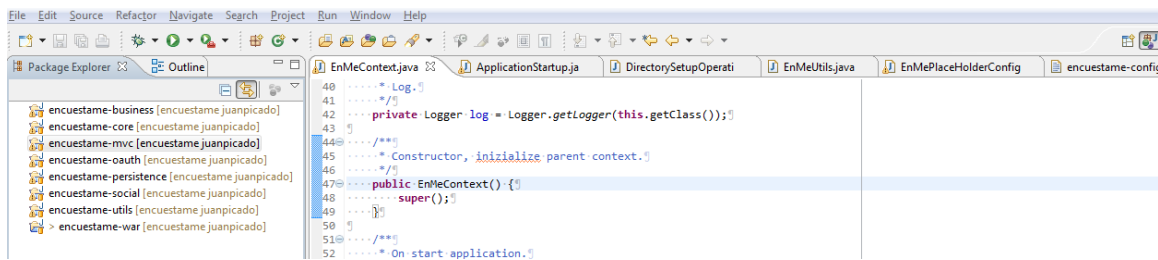 File Edit Source Refactor Navigate Search Project Run Window Help
Package Explorer Outline
EnMeContext.java ApplicationStartup.ja DirectorySetupOperati EnMeUtils.java EnMePlaceHolderConfig encuestame-config
encuestame-business [encuestame juanpicado]
encuestame-core [encuestame juanpicado]
encuestame-mvc [encuestame juanpicado]
encuestame-oauth [encuestame juanpicado]
encuestame-persistence [encuestame juanpicado]
encuestame-social [encuestame juanpicado]
encuestame-utils [encuestame juanpicado]
> encuestame-war [encuestame juanpicado]
40 * Log.
41 */
42 private Logger log = Logger.getLogger(this.getClass());
43
44 /**
45 * Constructor, inizialize parent context.
46 */
47 public EnMeContext() {
48 super();
49 }
50
51 /**
52 * On start application.